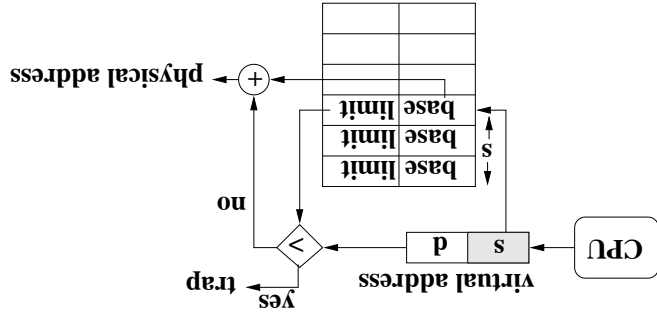 yes
trap
virtual address
CPU
s d
<
no
base limit
base limit
s
base limit
+
physical address